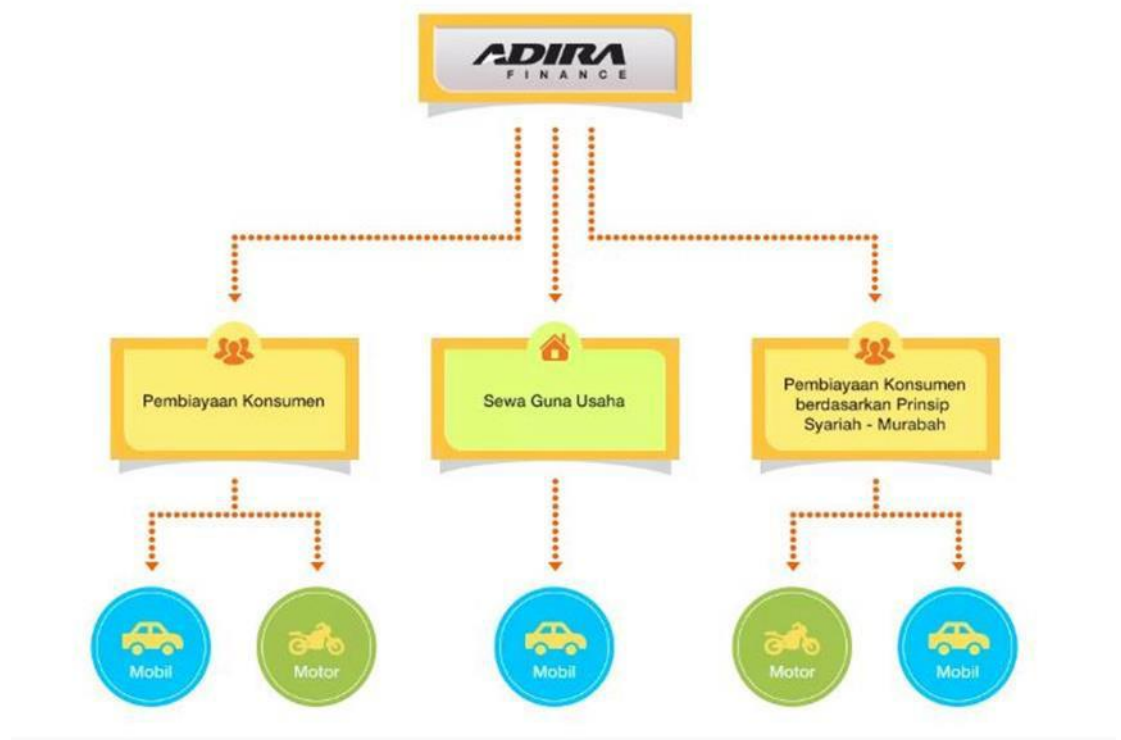 ADIRA
FINANCE
Pembiayaan Konsumen
Sewa Guna Usaha
Pembiayaan Konsumen
berdasarkan Prinsip
Syariah - Murabah
Mobil
Motor
Mobil
Motor
Mobil